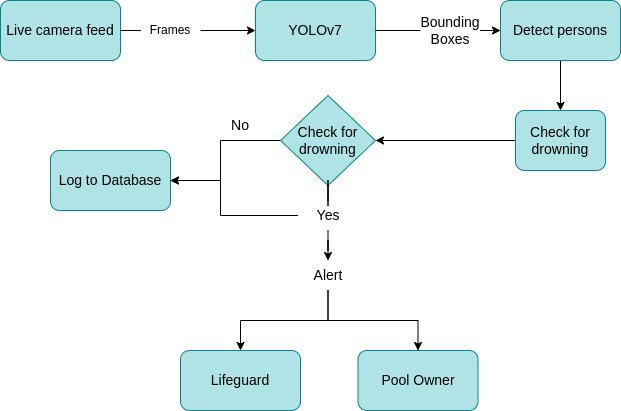 Live camera feed
Frames
YOLOv7
Bounding
Boxes
Detect persons
No
Check for
drowning
Check for
drowning
Log to Database
Yes
Alert
Lifeguard
Pool Owner